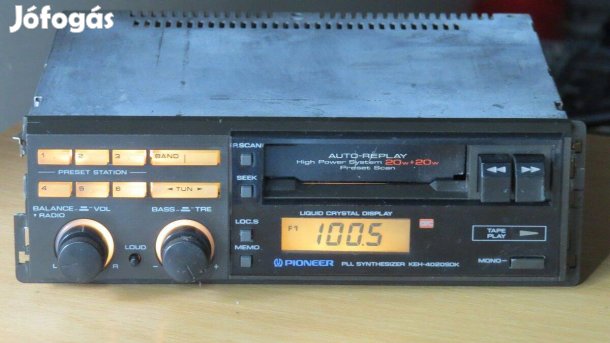 Jófogás
1 2 3 BAND
PRESET STATION
4 5 6 ◄ TUN ►
BALANCE VOL
• RADIO
BASS TRE
L R
LOUD
− +
P.SCAN
SEEK
LOC.S
MEMO
AUTO-REPLAY
High Power System 20W+20W
Preset Scan
◄◄ ►►
LIQUID CRYSTAL DISPLAY
F1 100.5
TAPE
PLAY
MONO
PIONEER PLL SYNTHESIZER KEH-4020SDK